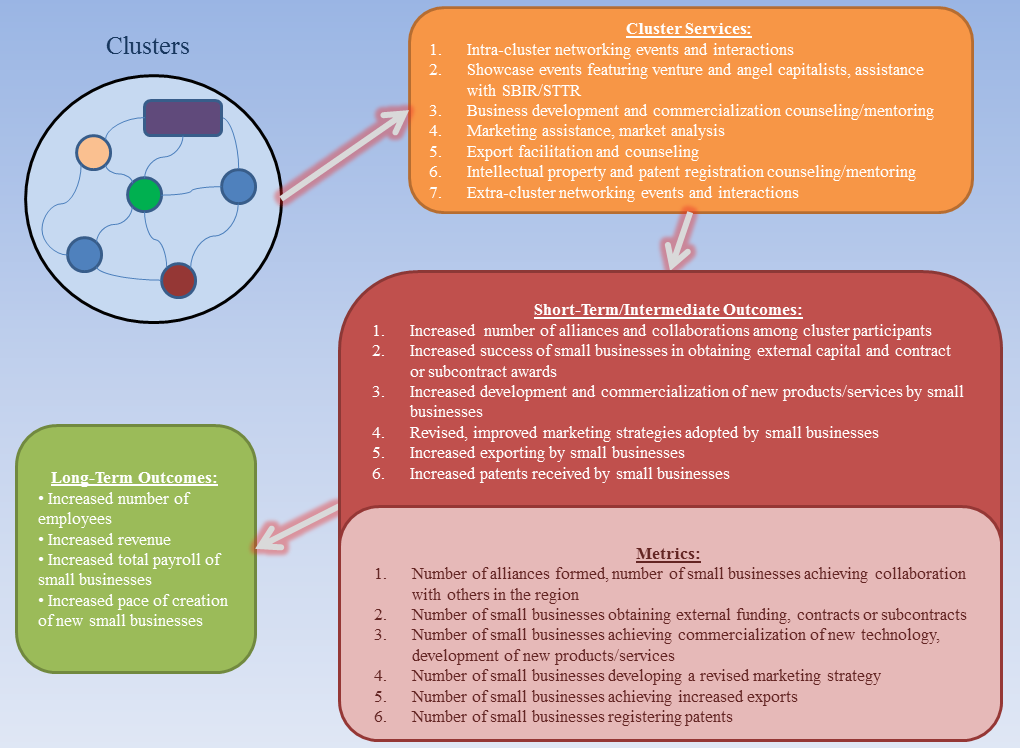 Clusters
Cluster Services:
1. Intra-cluster networking events and interactions
2. Showcase events featuring venture and angel capitalists, assistance
with SBIR/STTR
3. Business development and commercialization counseling/mentoring
4. Marketing assistance, market analysis
5. Export facilitation and counseling
6. Intellectual property and patent registration counseling/mentoring
7. Extra-cluster networking events and interactions
Short-Term/Intermediate Outcomes:
1. Increased number of alliances and collaborations among cluster participants
2. Increased success of small businesses in obtaining external capital and contract
or subcontract awards
3. Increased development and commercialization of new products/services by small
businesses
4. Revised, improved marketing strategies adopted by small businesses
5. Increased exporting by small businesses
6. Increased patents received by small businesses
Metrics:
1. Number of alliances formed, number of small businesses achieving collaboration
with others in the region
2. Number of small businesses obtaining external funding, contracts or subcontracts
3. Number of small businesses achieving commercialization of new technology,
development of new products/services
4. Number of small businesses developing a revised marketing strategy
5. Number of small businesses achieving increased exports
6. Number of small businesses registering patents
Long-Term Outcomes:
• Increased number of
employees
• Increased revenue
• Increased total payroll of
small businesses
• Increased pace of creation
of new small businesses